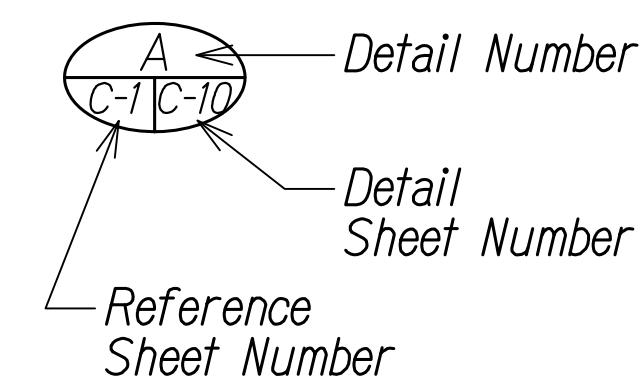 A
Detail Number
C-1 C-10
Detail
Sheet Number
Reference
Sheet Number